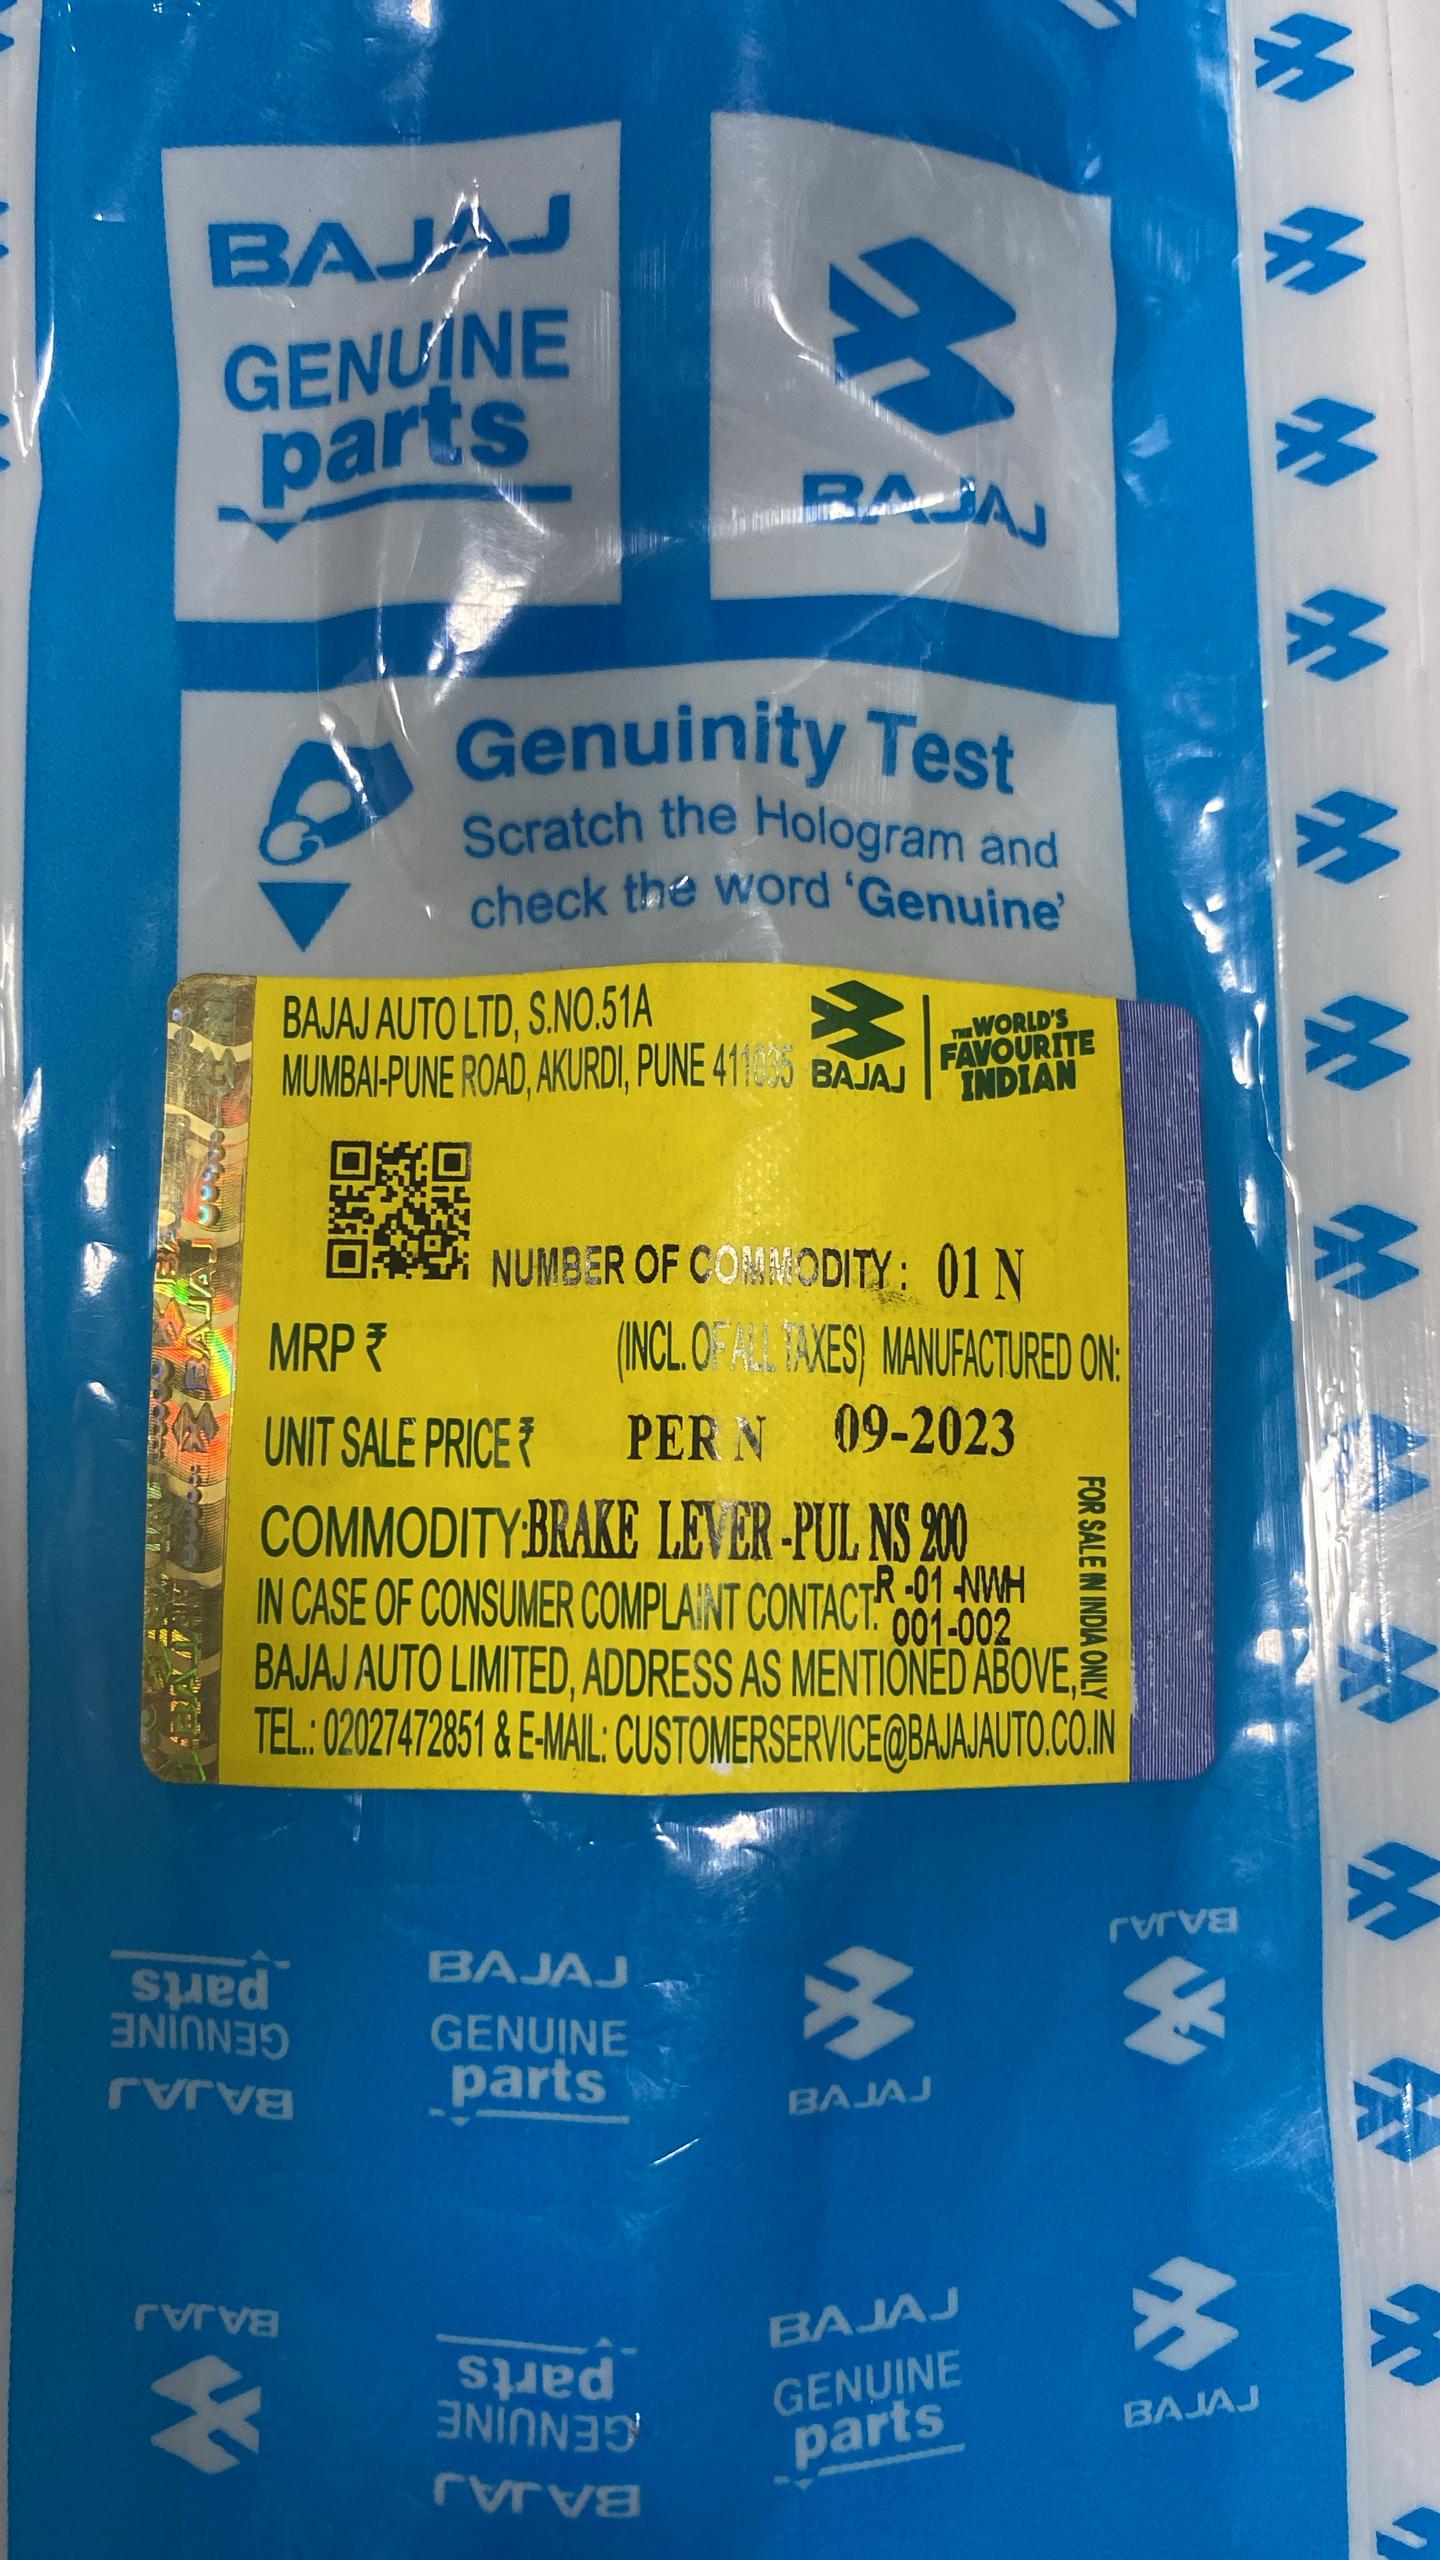 BAJAJ
GENUINE
parts
BAJAJ
Genuinity Test
Scratch the Hologram and
check the word ‘Genuine’
BAJAJ AUTO LTD, S.NO.51A
MUMBAI-PUNE ROAD, AKURDI, PUNE 411035
BAJAJ
THE WORLD'S
FAVOURITE
INDIAN
NUMBER OF COMMODITY : 01 N
MRP ₹ (INCL. OF ALL TAXES) MANUFACTURED ON:
UNIT SALE PRICE ₹ PER N 09-2023
COMMODITY:BRAKE LEVER -PUL NS 200
IN CASE OF CONSUMER COMPLAINT CONTACT: R -01 -NWH
001-002
BAJAJ AUTO LIMITED, ADDRESS AS MENTIONED ABOVE,
TEL.: 02027472851 & E-MAIL: CUSTOMERSERVICE@BAJAJAUTO.CO.IN
FOR SALE IN INDIA ONLY
BAJAJ
BAJAJ
BAJAJ
GENUINE
parts
BAJAJ
GENUINE
parts
BAJAJ
BAJAJ
BAJAJ
GENUINE
parts
BAJAJ
GENUINE
parts
BAJAJ
BAJAJ